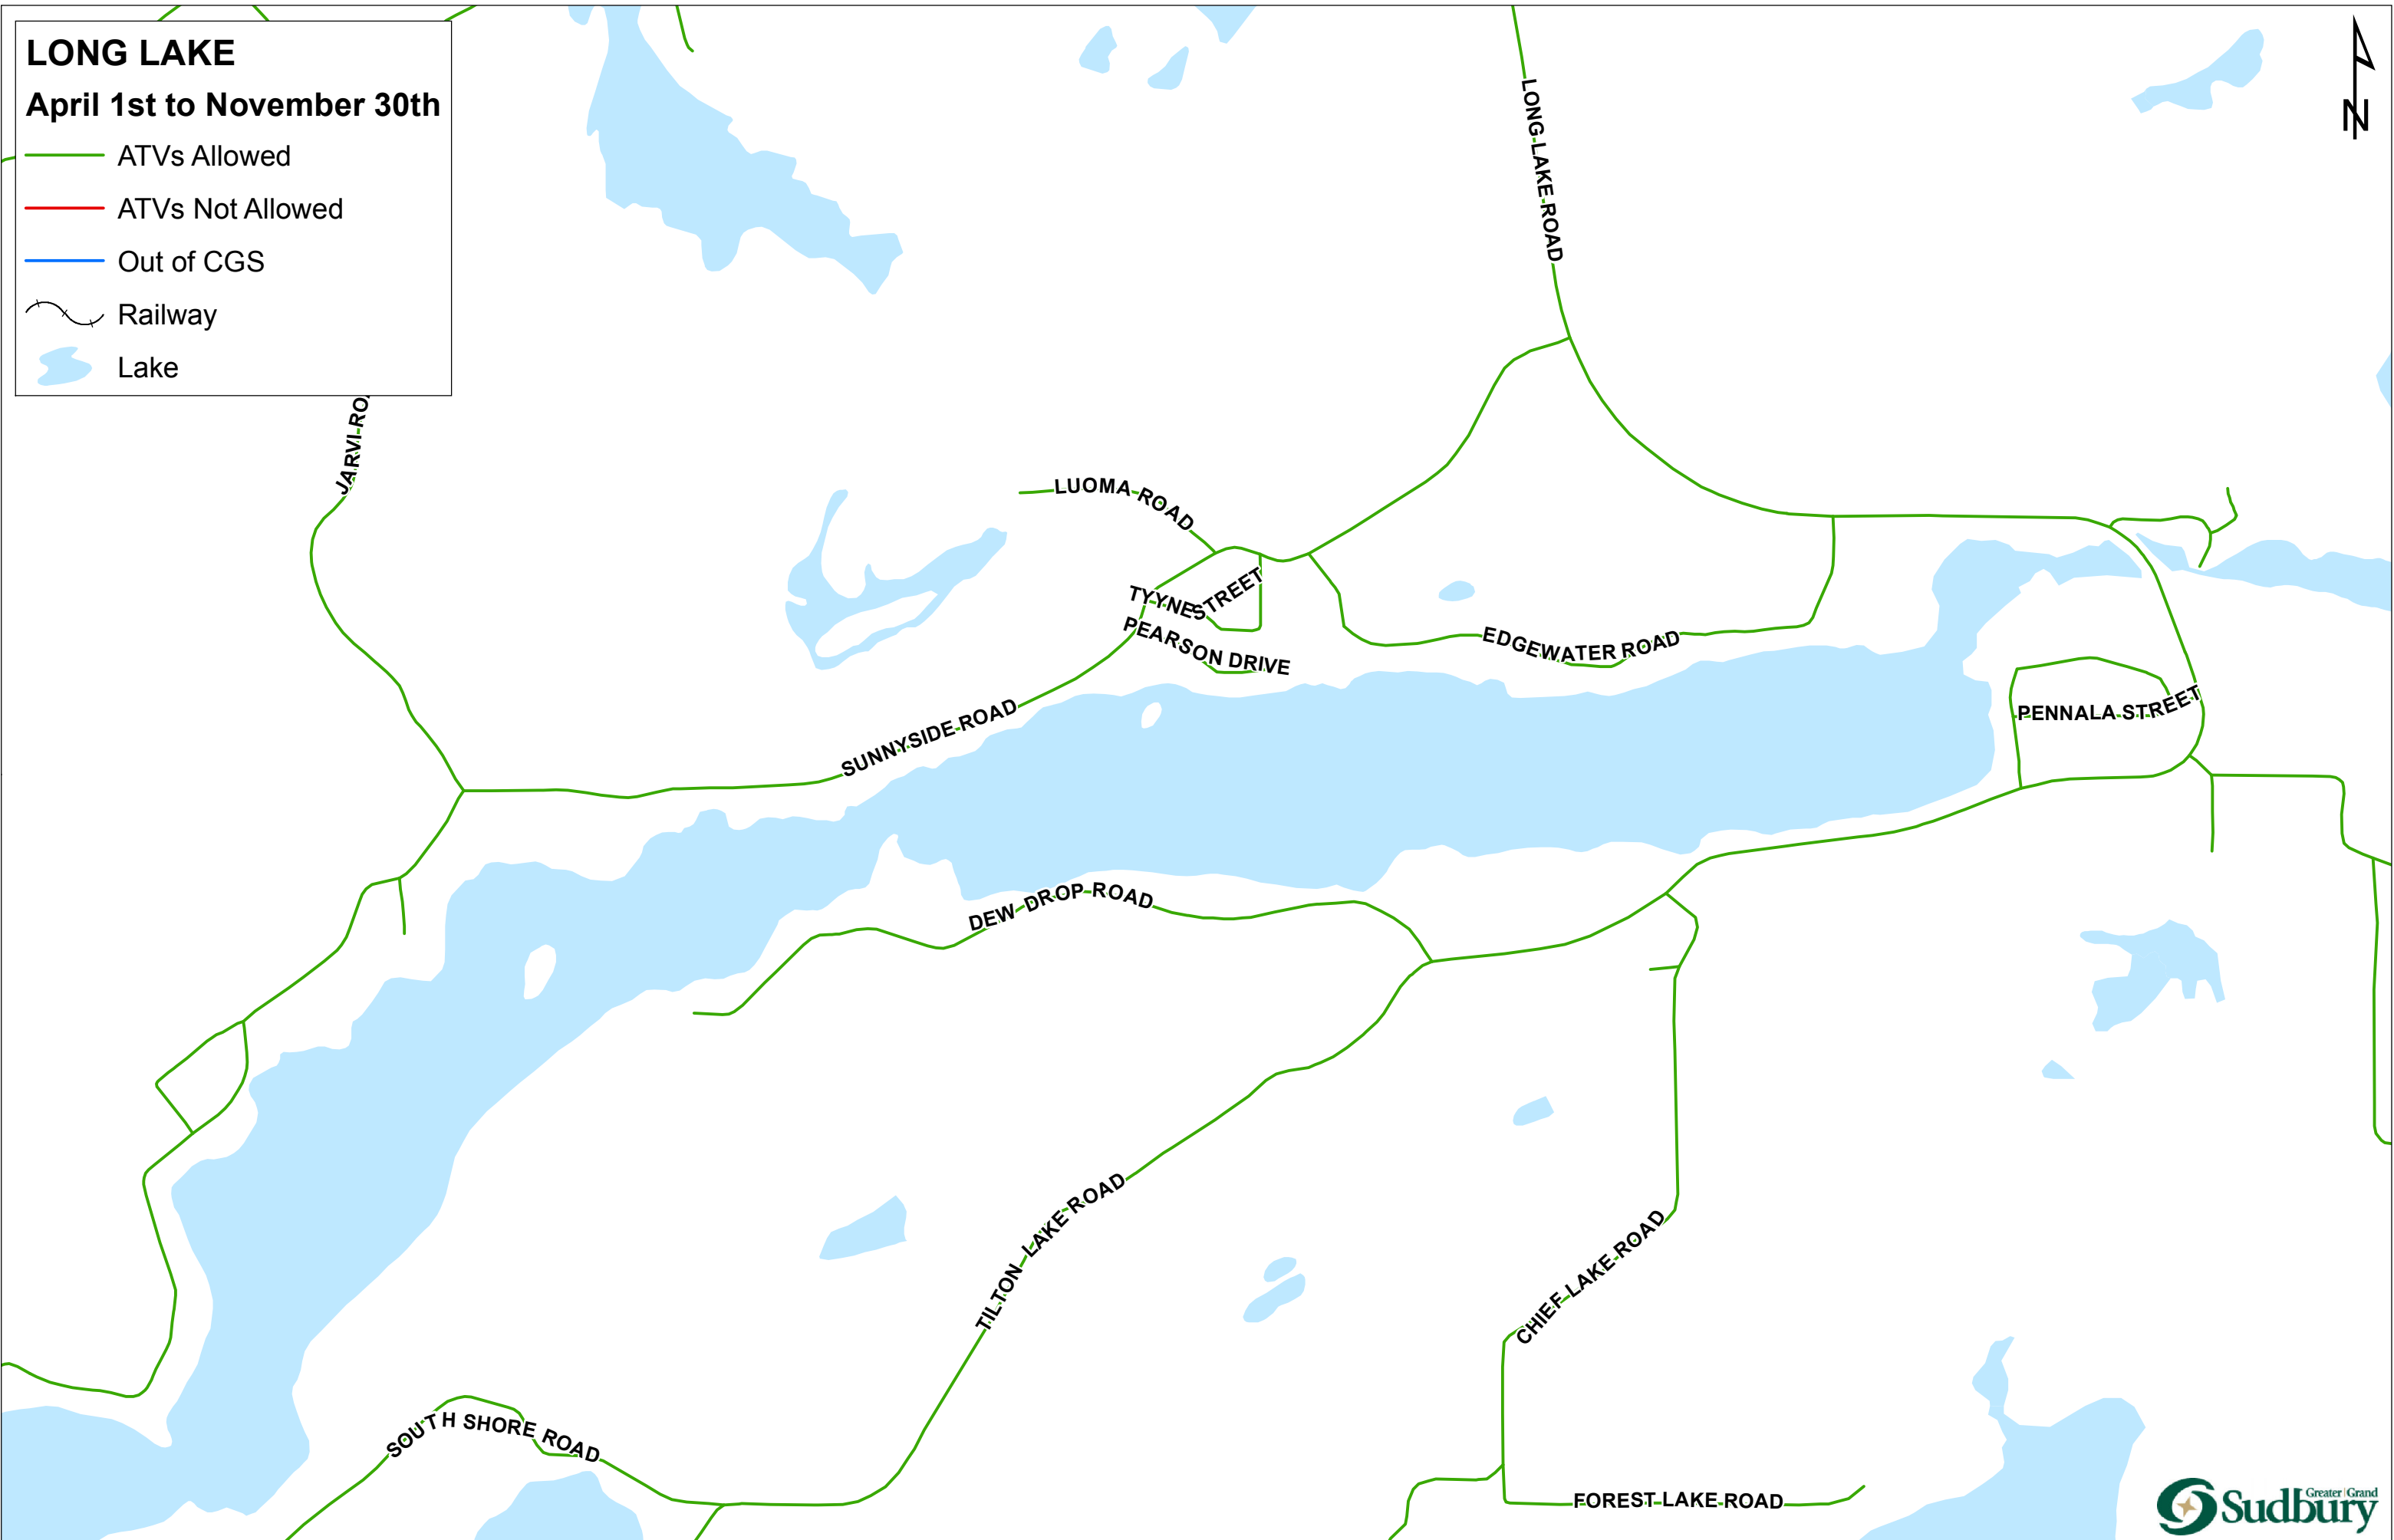 LONG LAKE
April 1st to November 30th
ATVs Allowed
ATVs Not Allowed
Out of CGS
Railway
Lake
N
LONG LAKE ROAD
JARVI
LUOMA ROAD
TYYNE STREET
PEARSON DRIVE
EDGEWATER ROAD
SUNNYSIDE ROAD
PENNALA STREET
DEW DROP ROAD
TILTON LAKE ROAD
CHIEF LAKE ROAD
SOUTH SHORE ROAD
FOREST LAKE ROAD
Greater Grand
Sudbury